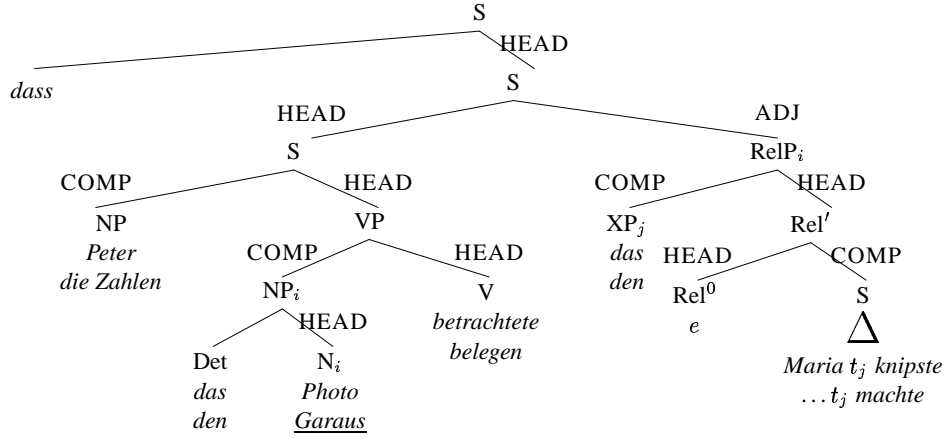 S
HEAD
dass
S
HEAD ADJ
S RelPᵢ
COMP HEAD COMP HEAD
NP VP XPⱼ Rel′
Peter COMP HEAD das HEAD COMP
die Zahlen NPᵢ V den Rel⁰ S
HEAD betrachtete e
belegen
Det Nᵢ Maria tⱼ knipste
das Photo … tⱼ machte
den Garaus